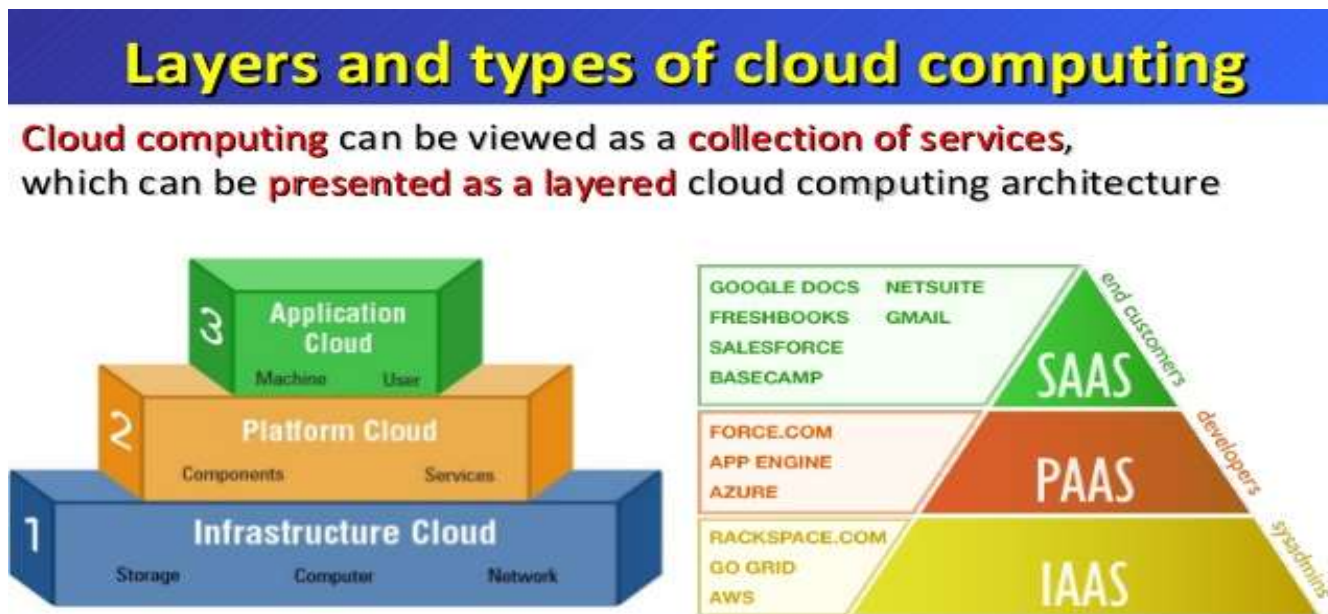 Layers and types of cloud computing
Cloud computing can be viewed as a collection of services,
which can be presented as a layered cloud computing architecture
3
Application
Cloud
Machine User
2
Platform Cloud
Components Services
1
Infrastructure Cloud
Storage Computer Network
GOOGLE DOCS NETSUITE
FRESHBOOKS GMAIL
SALESFORCE
BASECAMP
SAAS
end customers
FORCE.COM
APP ENGINE
AZURE
PAAS
developers
RACKSPACE.COM
GO GRID
AWS
IAAS
sysadmins